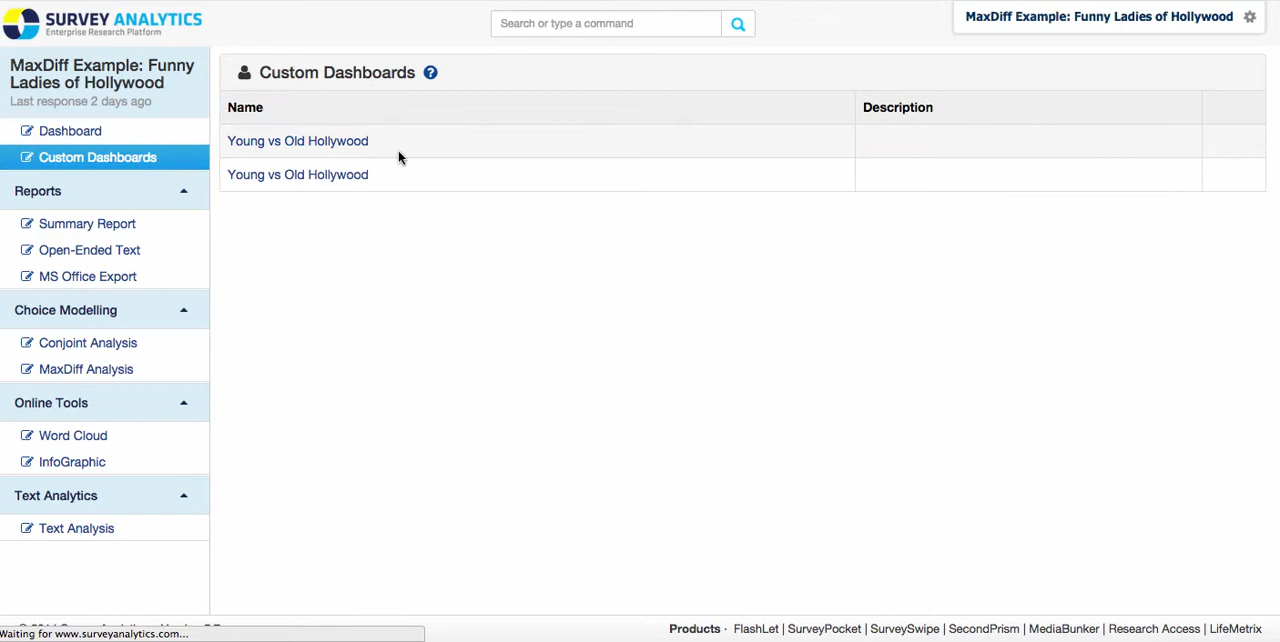 SURVEY ANALYTICS
Enterprise Research Platform
Search or type a command
MaxDiff Example: Funny Ladies of Hollywood
MaxDiff Example: Funny
Ladies of Hollywood
Last response 2 days ago
Dashboard
Custom Dashboards
Reports
Summary Report
Open-Ended Text
MS Office Export
Choice Modelling
Conjoint Analysis
MaxDiff Analysis
Online Tools
Word Cloud
InfoGraphic
Text Analytics
Text Analysis
Custom Dashboards ?
Name Description
Young vs Old Hollywood
Young vs Old Hollywood
Waiting for www.surveyanalytics.com...
Products · FlashLet | SurveyPocket | SurveySwipe | SecondPrism | MediaBunker | Research Access | LifeMetrix